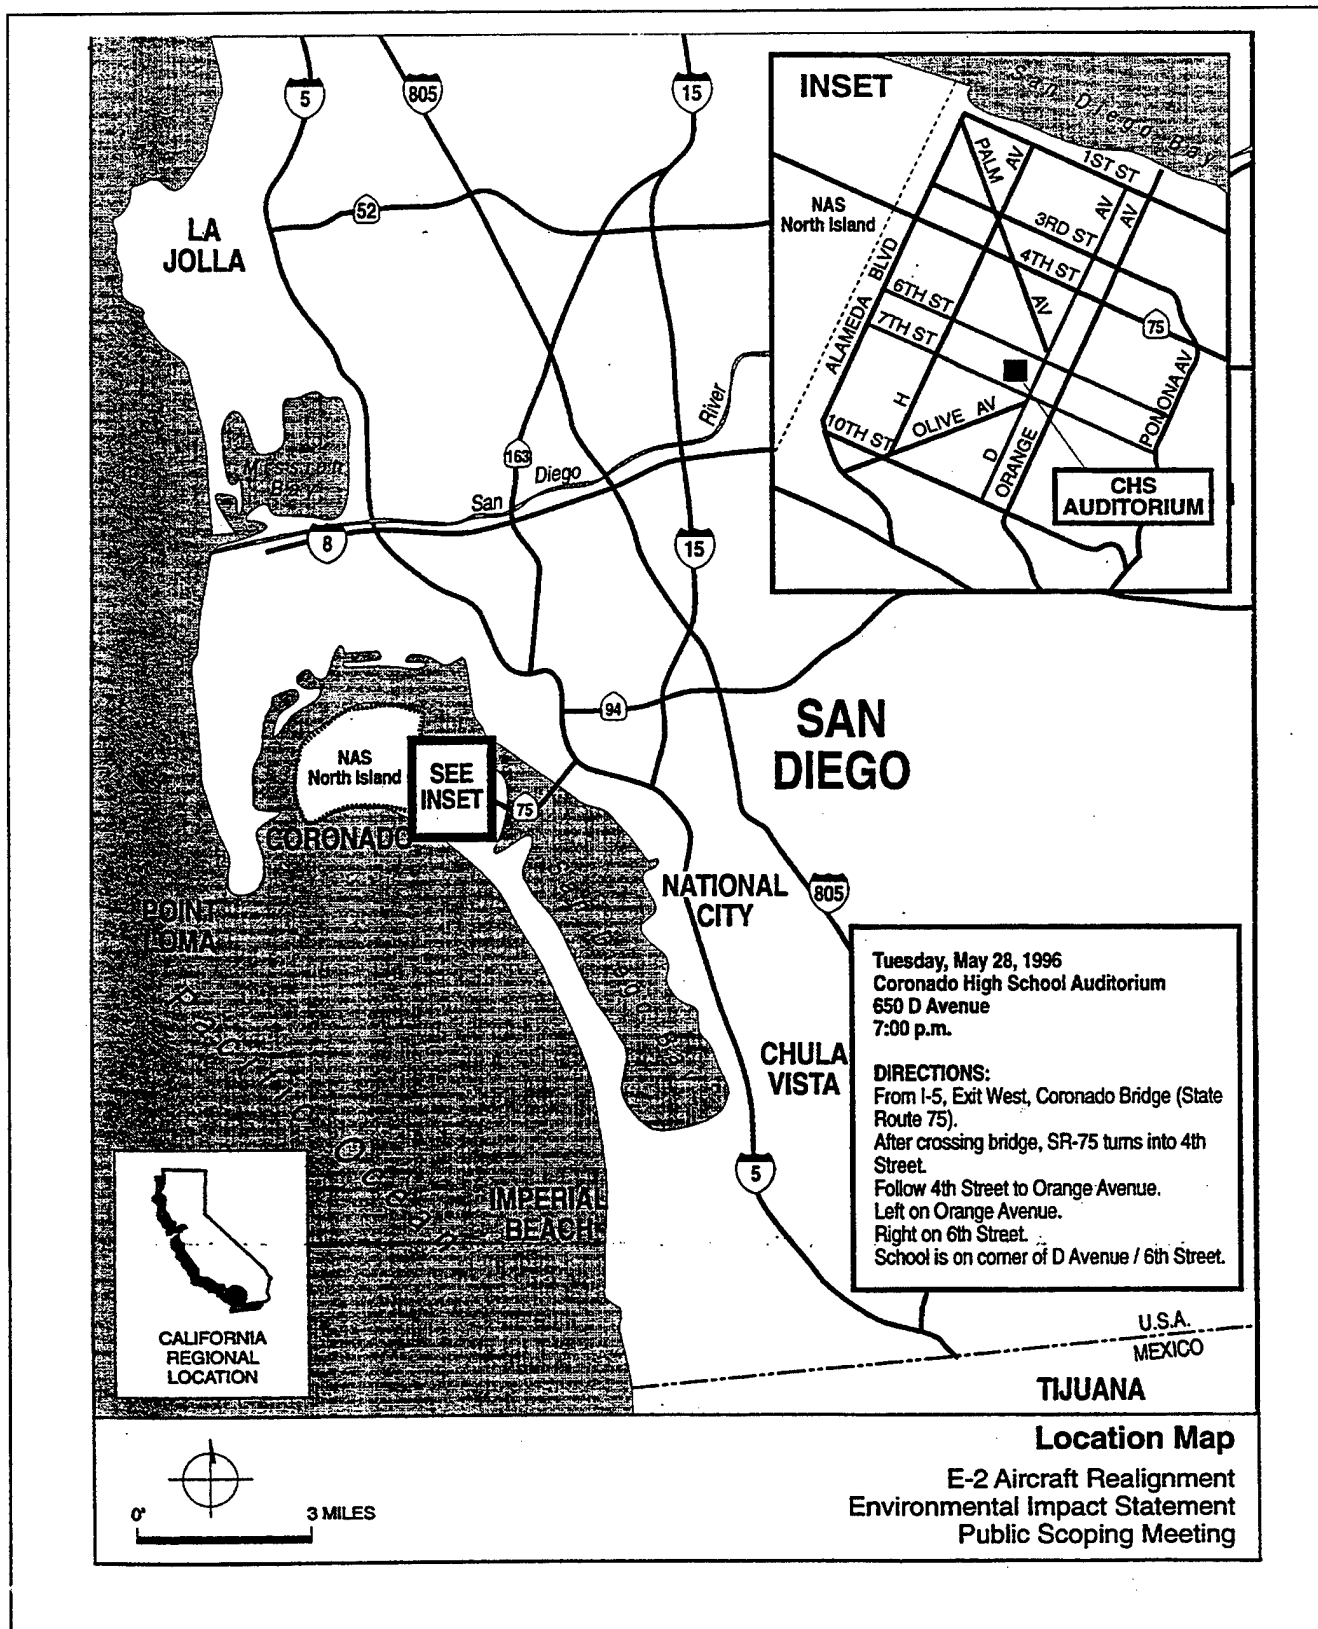 5
805
15
INSET
San Diego Bay
PALM
AV
1ST ST
AV
AV
52
NAS
North Island
3RD ST
LA
JOLLA
4TH ST
BLVD
6TH ST
AV
75
7TH ST
ALAMEDA
PONONA AV
River
H
OLIVE AV
10TH ST
163
Mission
Bay
D
ORANGE
San Diego
CHS
AUDITORIUM
8
15
94
SAN
DIEGO
NAS
North Island
SEE
INSET
75
CORONADO
San Diego Bay
NATIONAL
CITY
805
POINT
LOMA
Tuesday, May 28, 1996
Coronado High School Auditorium
650 D Avenue
7:00 p.m.
Pacific Ocean
CHULA
VISTA
DIRECTIONS:
From I-5, Exit West, Coronado Bridge (State
Route 75).
After crossing bridge, SR-75 turns into 4th
Street.
Follow 4th Street to Orange Avenue.
Left on Orange Avenue.
Right on 6th Street.
School is on corner of D Avenue / 6th Street.
5
IMPERIAL
BEACH
CALIFORNIA
REGIONAL
LOCATION
U.S.A.
MEXICO
TIJUANA
Location Map
E-2 Aircraft Realignment
Environmental Impact Statement
Public Scoping Meeting
0'
3 MILES